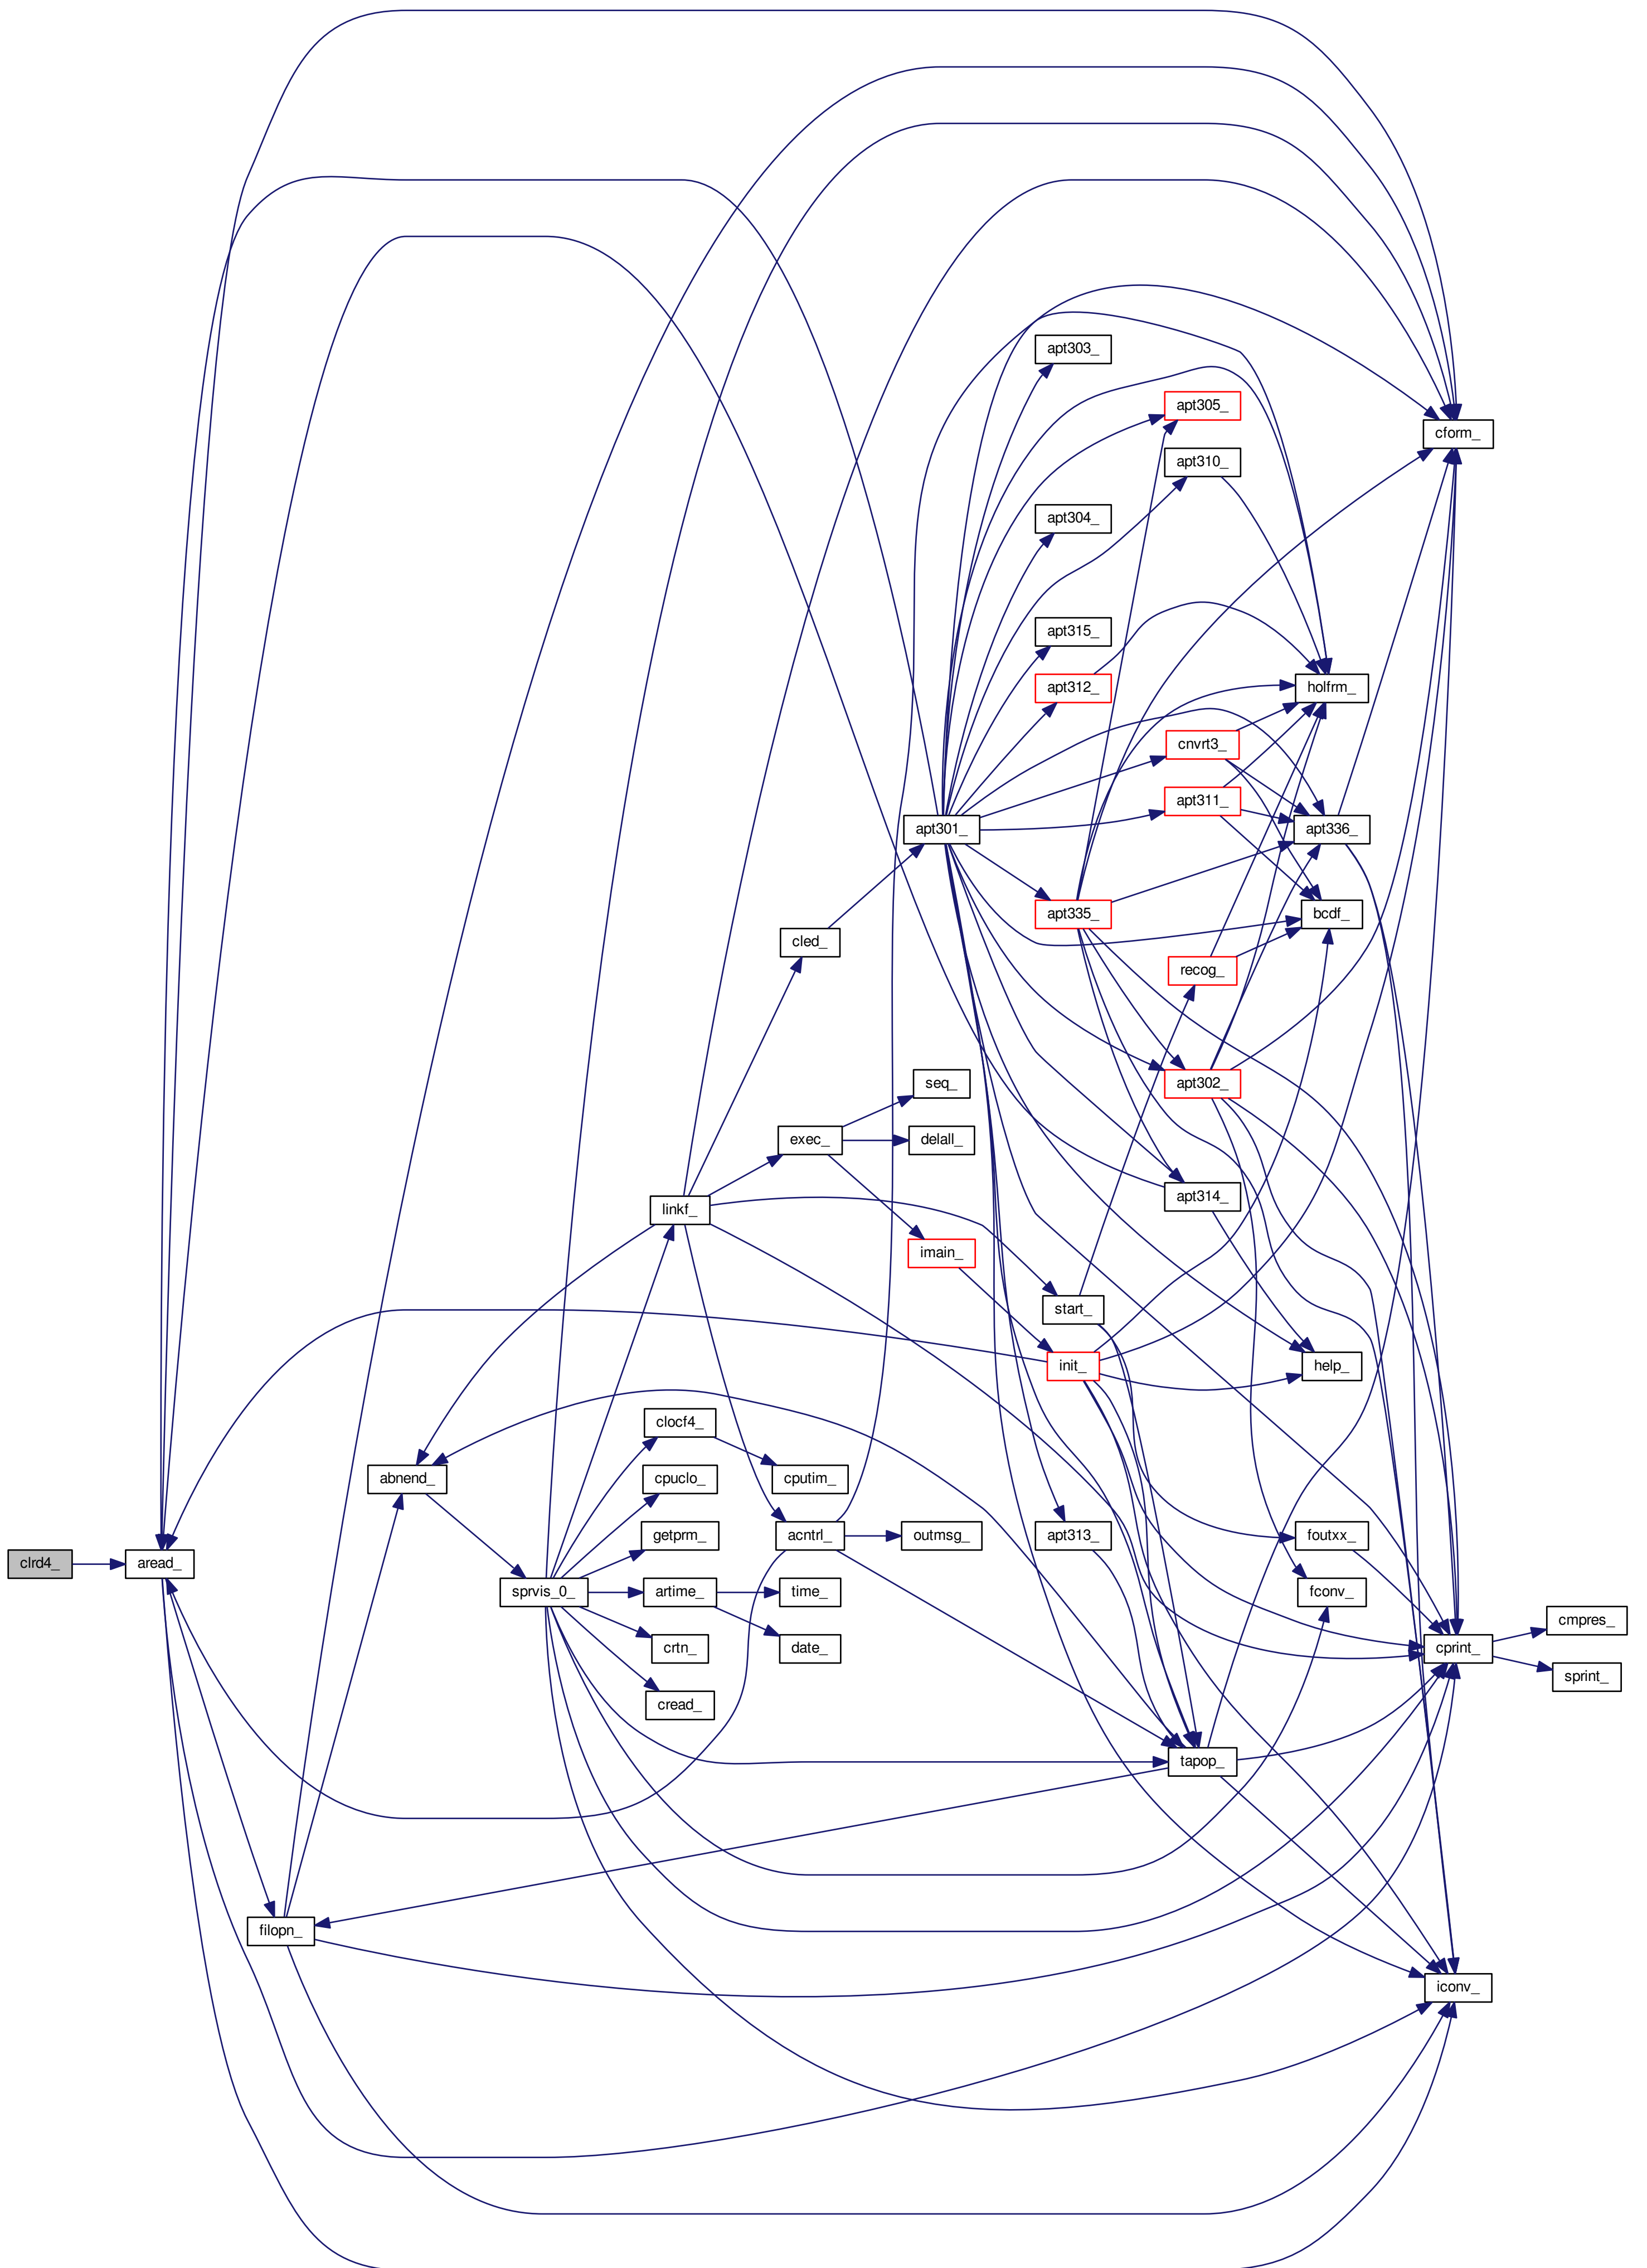 apt303_
apt305_
cform_
apt310_
apt304_
apt315_
apt312_
holfrm_
cnvrt3_
apt311_
apt301_
apt336_
apt335_
bcdf_
cled_
recog_
seq_
apt302_
exec_
delall_
linkf_
apt314_
imain_
start_
init_
help_
clocf4_
abnend_
cpuclo_
cputim_
getprm_
acntrl_
outmsg_
apt313_
foutxx_
clrd4_
aread_
sprvis_0_
artime_
time_
fconv_
crtn_
date_
cprint_
cmpres_
sprint_
cread_
tapop_
filopn_
iconv_